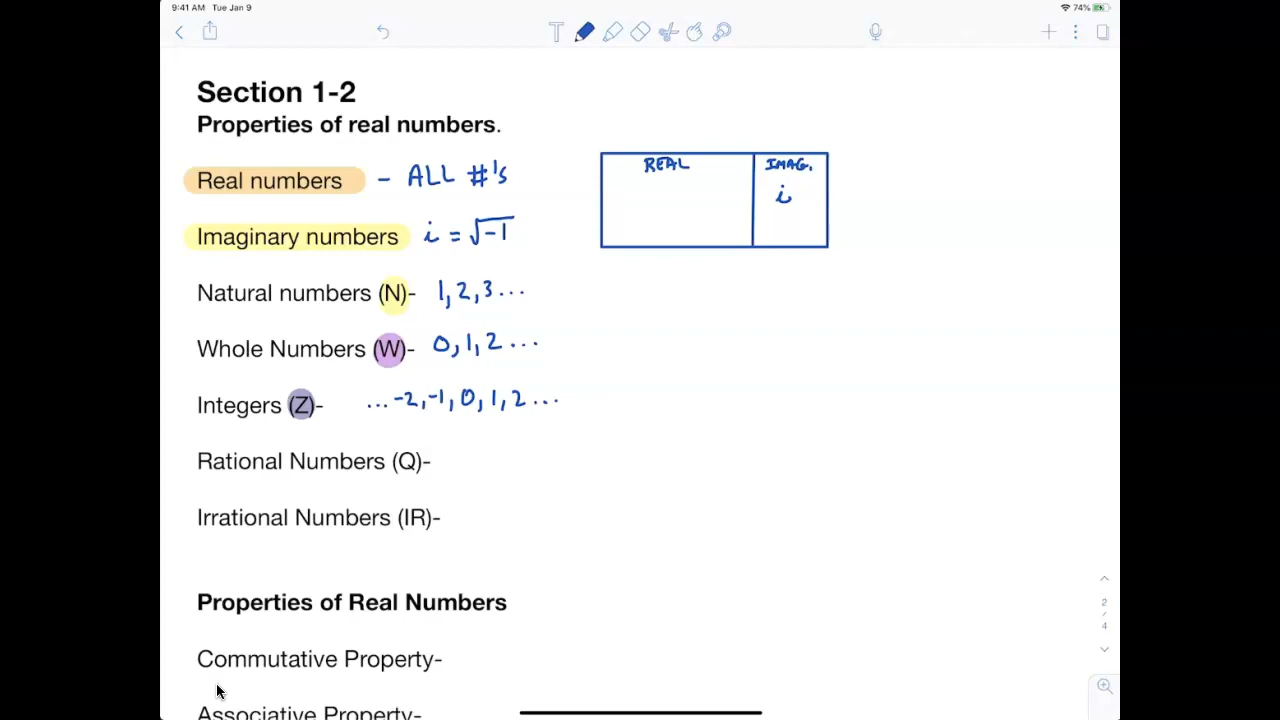 9:41 AM Tue Jan 9 74%
T
Section 1-2
Properties of real numbers.
Real numbers - ALL #'s
REAL IMAG.
i
Imaginary numbers i = √-1
Natural numbers (N)- 1, 2, 3...
Whole Numbers (W)- 0, 1, 2...
Integers (Z)- ...-2, -1, 0, 1, 2...
Rational Numbers (Q)-
Irrational Numbers (IR)-
Properties of Real Numbers
2
/
4
Commutative Property-
Associative Property-